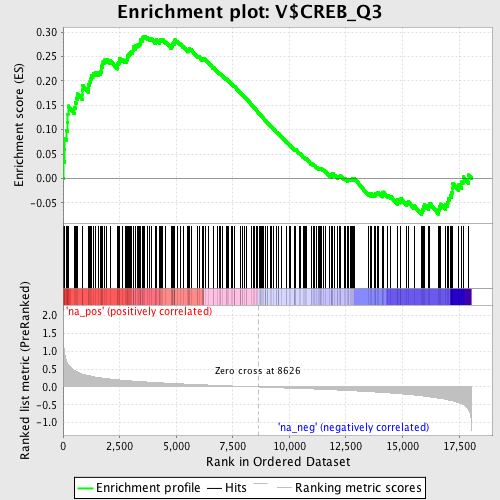 Enrichment plot: V$CREB_Q3
Enrichment score (ES)
0.30
0.25
0.20
0.15
0.10
0.05
0.00
-0.05
'na_pos' (positively correlated)
Ranked list metric (PreRanked)
2.0
1.5
1.0
0.5
0.0
-0.5
-1.0
Zero cross at 8626
'na_neg' (negatively correlated)
0
2,500
5,000
7,500
10,000
12,500
15,000
17,500
Rank in Ordered Dataset
Enrichment profile
Hits
Ranking metric scores